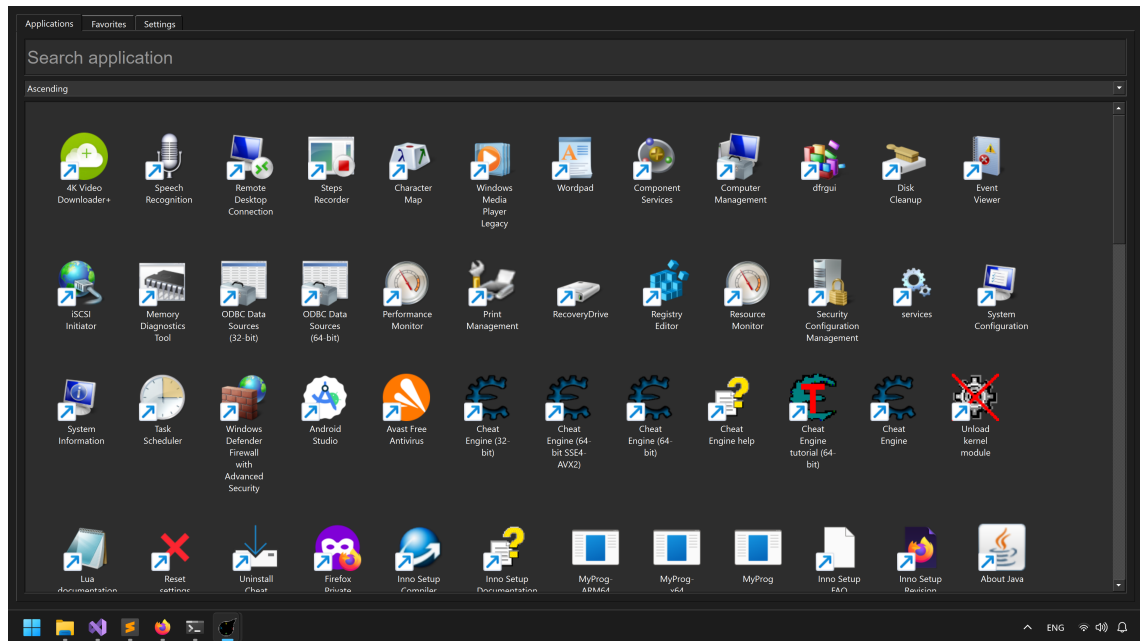 Applications Favorites Settings
Search application
Ascending
4K Video
Downloader+
Speech
Recognition
Remote
Desktop
Connection
Steps
Recorder
Character
Map
Windows
Media
Player
Legacy
Wordpad
Component
Services
Computer
Management
dfrgui
Disk
Cleanup
Event
Viewer
iSCSI
Initiator
Memory
Diagnostics
Tool
ODBC Data
Sources
(32-bit)
ODBC Data
Sources
(64-bit)
Performance
Monitor
Print
Management
RecoveryDrive
Registry
Editor
Resource
Monitor
Security
Configuration
Management
services
System
Configuration
System
Information
Task
Scheduler
Windows
Defender
Firewall
with
Advanced
Security
Android
Studio
Avast Free
Antivirus
Cheat
Engine (32-
bit)
Cheat
Engine (64-
bit SSE4-
AVX2)
Cheat
Engine (64-
bit)
Cheat
Engine help
Cheat
Engine
tutorial (64-
bit)
Cheat
Engine
Unload
kernel
module
Lua
documentation
Reset
settings
Uninstall
Cheat
Firefox
Private
Inno Setup
Compiler
Inno Setup
Documentation
MyProg-
ARM64
MyProg-
x64
MyProg
Inno Setup
FAQ
Inno Setup
Revision
About Java
ENG